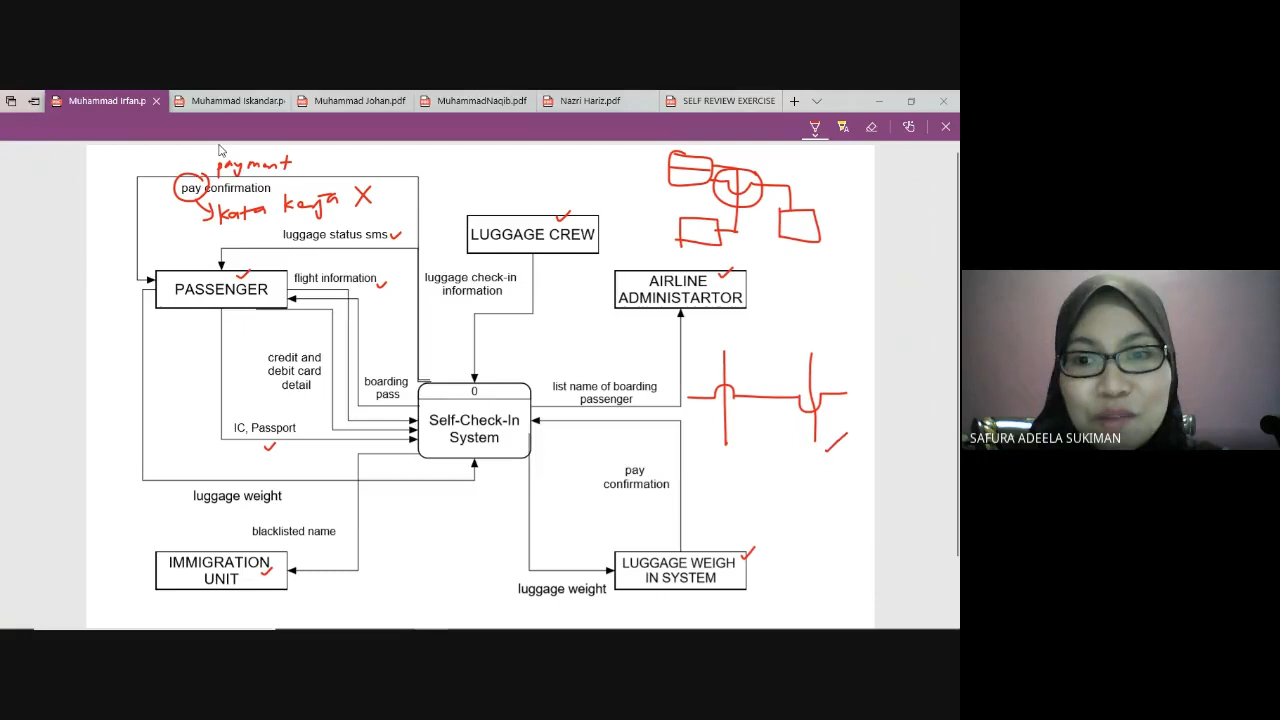 Muhammad Irfan.p
Muhammad Iskandar.p
Muhammad Johan.pdf
MuhammadNaqib.pdf
Nazri Hariz.pdf
SELF REVIEW EXERCISE
payment
pay confirmation
kata kerja X
luggage status sms
LUGGAGE CREW
flight information
PASSENGER
luggage check-in
information
AIRLINE
ADMINISTARTOR
credit and
debit card
detail
boarding
pass
0
Self-Check-In
System
list name of boarding
passenger
IC, Passport
SAFURA ADEELA SUKIMAN
pay
confirmation
luggage weight
blacklisted name
IMMIGRATION
UNIT
LUGGAGE WEIGH
IN SYSTEM
luggage weight